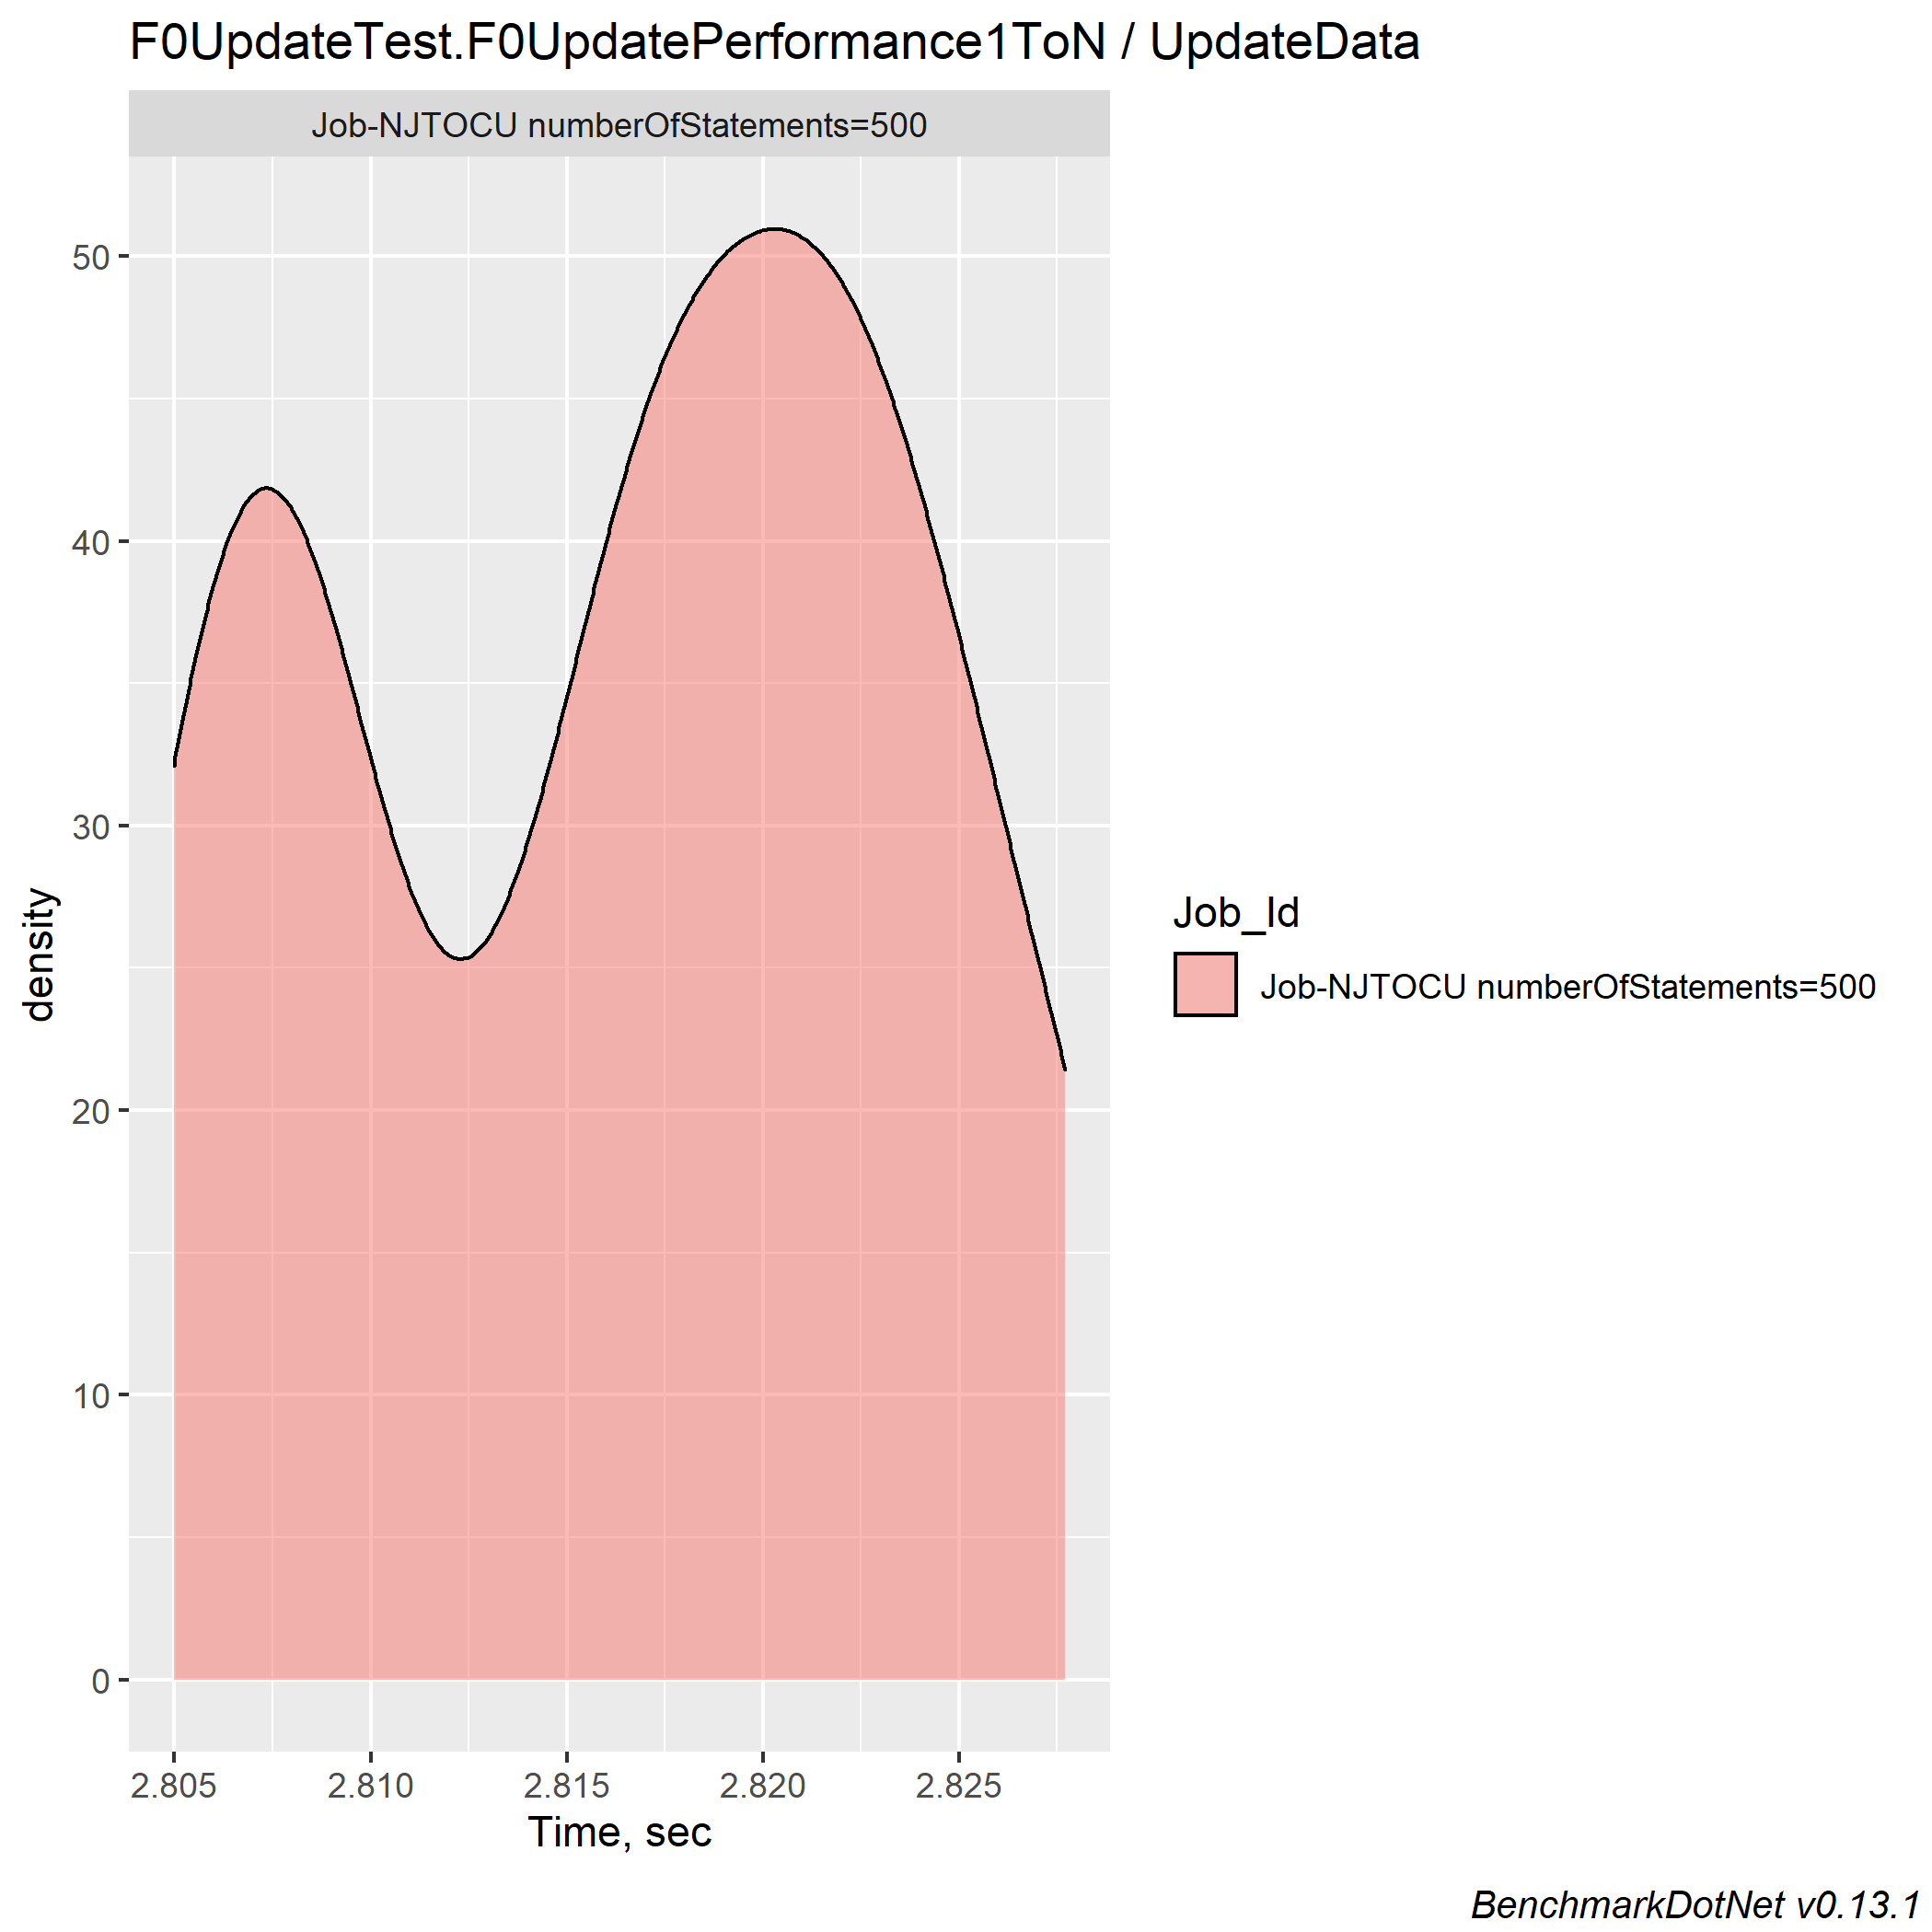 F0UpdateTest.F0UpdatePerformance1ToN / UpdateData
Job-NJTOCU numberOfStatements=500
50
40
30
20
10
0
density
2.805 2.810 2.815 2.820 2.825
Time, sec
Job_Id
Job-NJTOCU numberOfStatements=500
BenchmarkDotNet v0.13.1